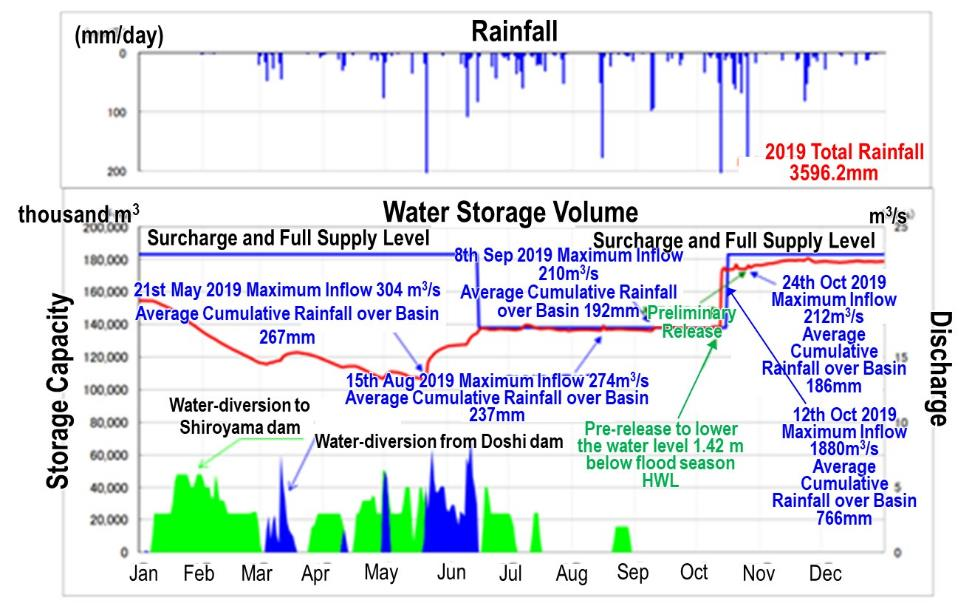 Rainfall
(mm/day)
0
100
200
2019 Total Rainfall
3596.2mm
thousand m³
Water Storage Volume
m³/s
200,000
180,000
160,000
140,000
120,000
100,000
80,000
60,000
40,000
20,000
0
25
15
10
5
0
Storage Capacity
Discharge
Surcharge and Full Supply Level
Surcharge and Full Supply Level
21st May 2019 Maximum Inflow 304 m³/s
Average Cumulative Rainfall over Basin
267mm
8th Sep 2019 Maximum Inflow
210m³/s
Average Cumulative Rainfall
over Basin 192mm
Preliminary
Release
24th Oct 2019
Maximum Inflow
212m³/s
Average
Cumulative
Rainfall over Basin
186mm
15th Aug 2019 Maximum Inflow 274m³/s
Average Cumulative Rainfall over Basin
237mm
12th Oct 2019
Maximum Inflow
1880m³/s
Average
Cumulative
Rainfall over Basin
766mm
Water-diversion to
Shiroyama dam
Water-diversion from Doshi dam
Pre-release to lower
the water level 1.42 m
below flood season
HWL
Jan Feb Mar Apr May Jun Jul Aug Sep Oct Nov Dec